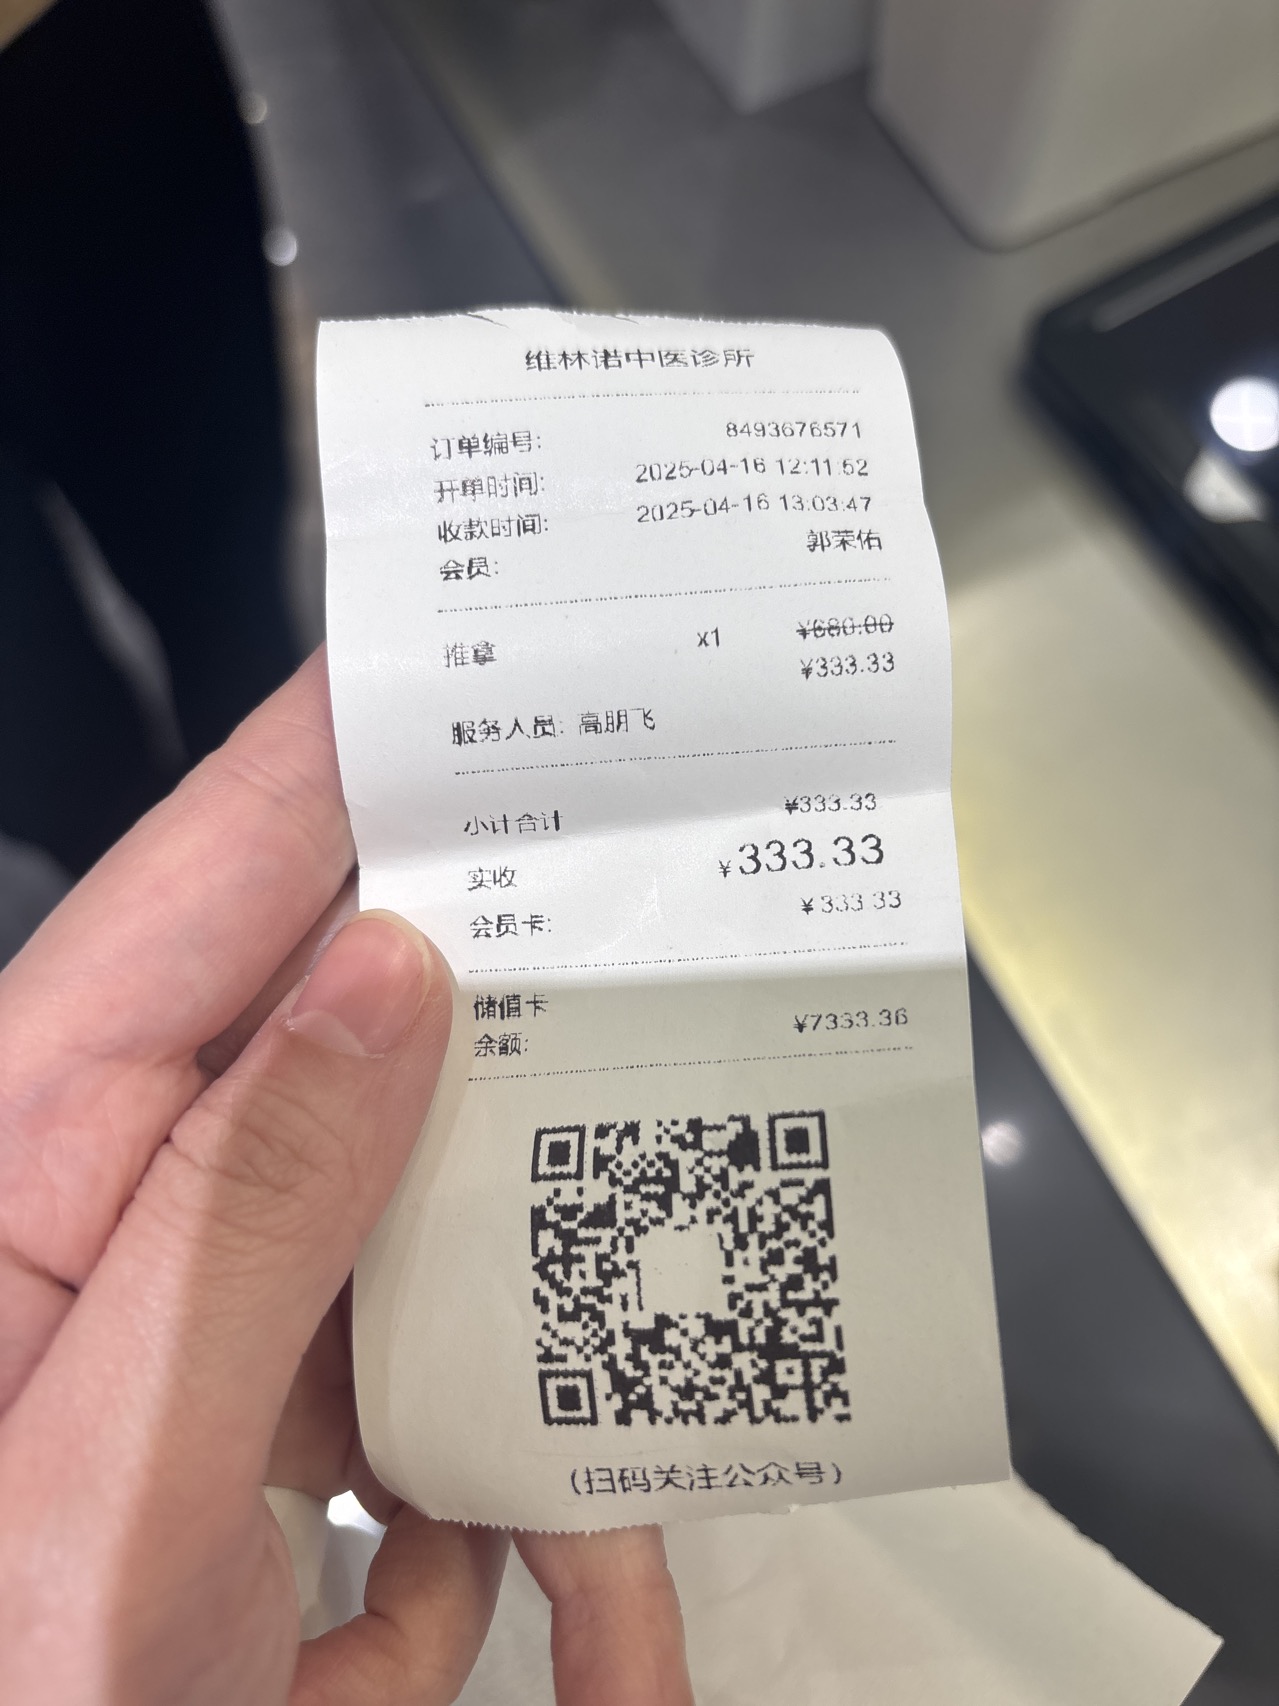 维林诺中医诊所
订单编号: 8493676571
开单时间: 2025-04-16 12:11:52
收款时间: 2025-04-16 13:03:47
会员: 郭荣佑
推拿 x1 ¥680.00
¥333.33
服务人员: 高朋飞
小计合计 ¥333.33
实收 ¥333.33
会员卡: ¥333.33
储值卡
余额: ¥7333.36
(扫码关注公众号)